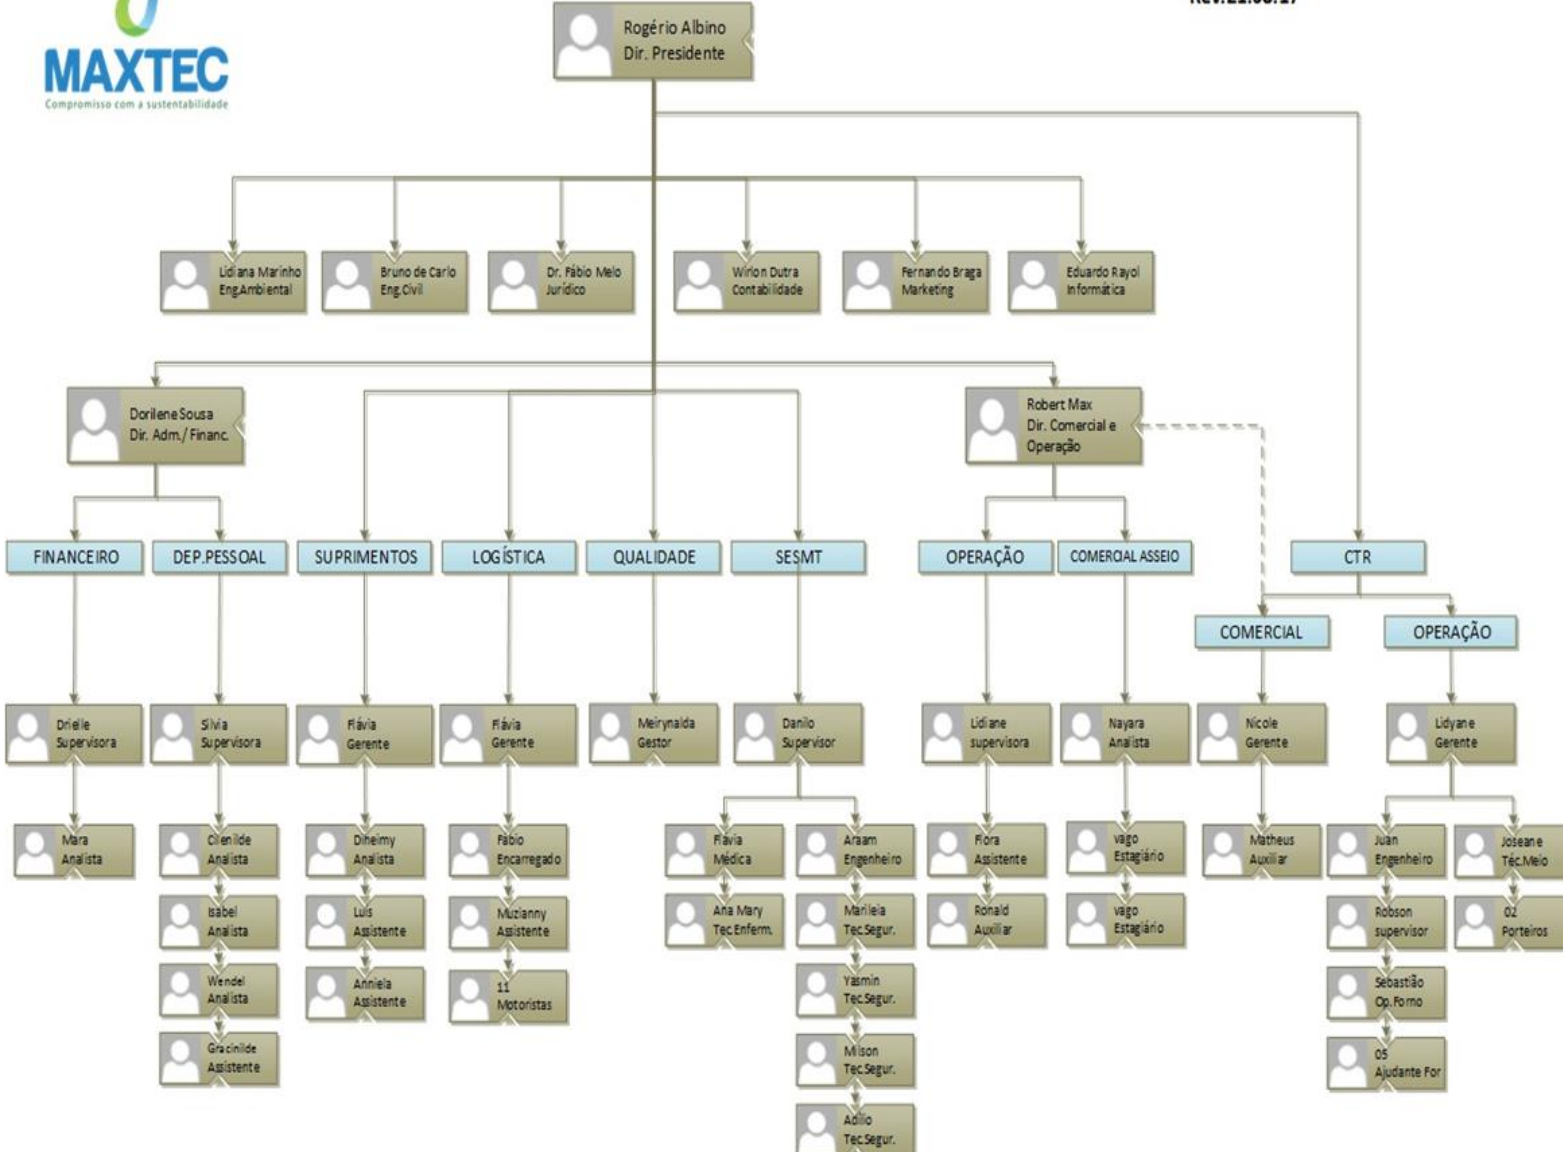 MAXTEC
Compromisso com a sustentabilidade
Rogério Albino
Dir. Presidente
Lidiana Marinho
Eng.Ambiental
Bruno de Carlo
Eng.Civil
Dr. Fábio Melo
Jurídico
Wirlon Dutra
Contabilidade
Fernando Braga
Marketing
Eduardo Rayol
Informática
Dorilene Sousa
Dir. Adm./ Financ.
Robert Max
Dir. Comercial e
Operação
FINANCEIRO
DEP.PESSOAL
SUPRIMENTOS
LOGÍSTICA
QUALIDADE
SESMT
OPERAÇÃO
COMERCIAL ASSEIO
CTR
COMERCIAL
OPERAÇÃO
Drielle
Supervisora
Silvia
Supervisora
Flávia
Gerente
Flávia
Gerente
Meirynalda
Gestor
Danilo
Supervisor
Lidiane
supervisora
Nayara
Analista
Nicole
Gerente
Lidyane
Gerente
Mara
Analista
Cilenilde
Analista
Diheimy
Analista
Fábio
Encarregado
Flávia
Médica
Araam
Engenheiro
Flora
Assistente
vago
Estagiário
Matheus
Auxiliar
Juan
Engenheiro
Joseane
Téc.Meio
Isabel
Analista
Luis
Assistente
Muzianny
Assistente
Ana Mary
Tec.Enferm.
Marileia
Tec.Segur.
Ronald
Auxiliar
vago
Estagiário
Robson
supervisor
02
Porteiros
Wendel
Analista
Anniela
Assistente
11
Motoristas
Yasmin
Tec.Segur.
Sebastião
Op.Forno
Gracinilde
Assistente
Milson
Tec.Segur.
05
Ajudante For
Adílio
Tec.Segur.